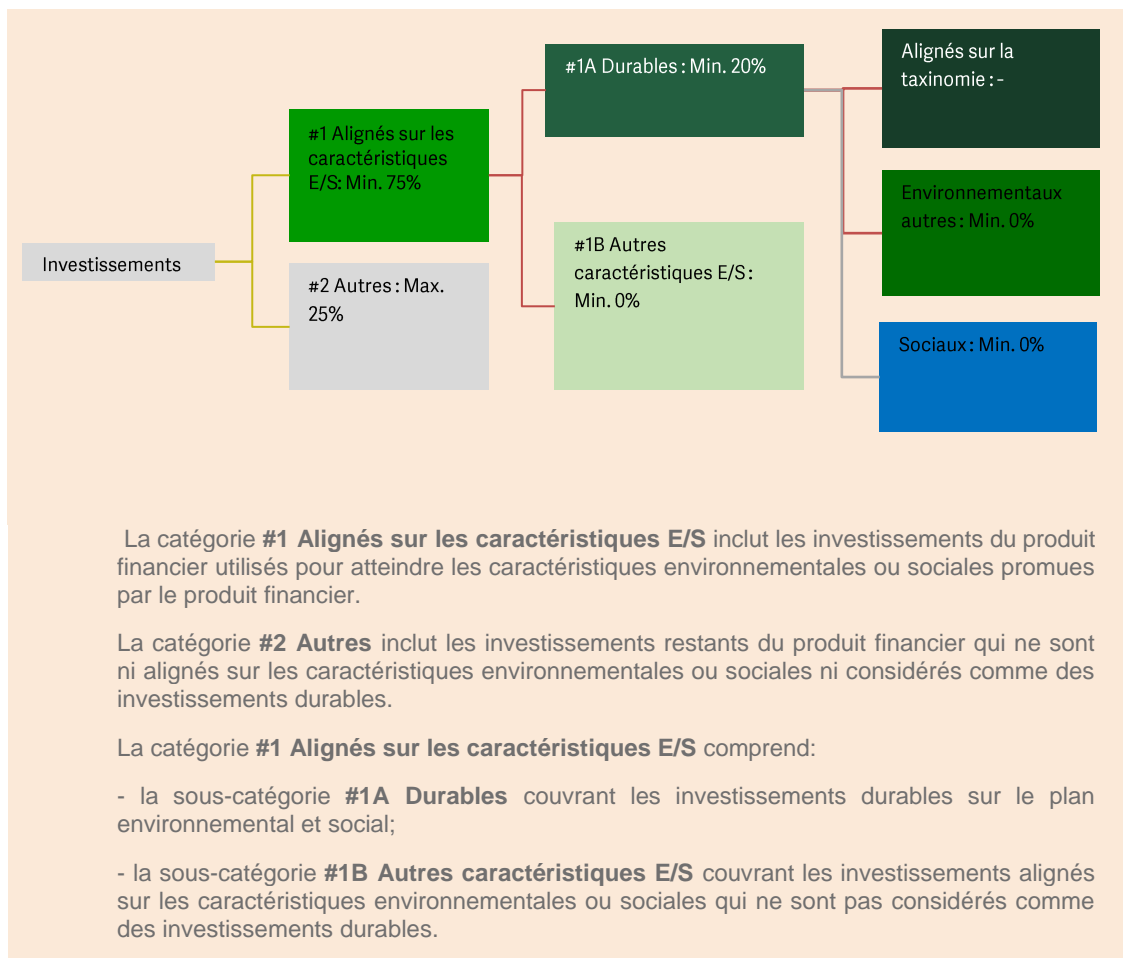 Investissements
#1 Alignés sur les
caractéristiques
E/S: Min. 75%
#2 Autres : Max.
25%
#1A Durables : Min. 20%
#1B Autres
caractéristiques E/S :
Min. 0%
Alignés sur la
taxinomie : -
Environnementaux
autres : Min. 0%
Sociaux : Min. 0%
La catégorie #1 Alignés sur les caractéristiques E/S inclut les investissements du produit
financier utilisés pour atteindre les caractéristiques environnementales ou sociales promues
par le produit financier.
La catégorie #2 Autres inclut les investissements restants du produit financier qui ne sont
ni alignés sur les caractéristiques environnementales ou sociales ni considérés comme des
investissements durables.
La catégorie #1 Alignés sur les caractéristiques E/S comprend:
- la sous-catégorie #1A Durables couvrant les investissements durables sur le plan
environnemental et social;
- la sous-catégorie #1B Autres caractéristiques E/S couvrant les investissements alignés
sur les caractéristiques environnementales ou sociales qui ne sont pas considérés comme
des investissements durables.